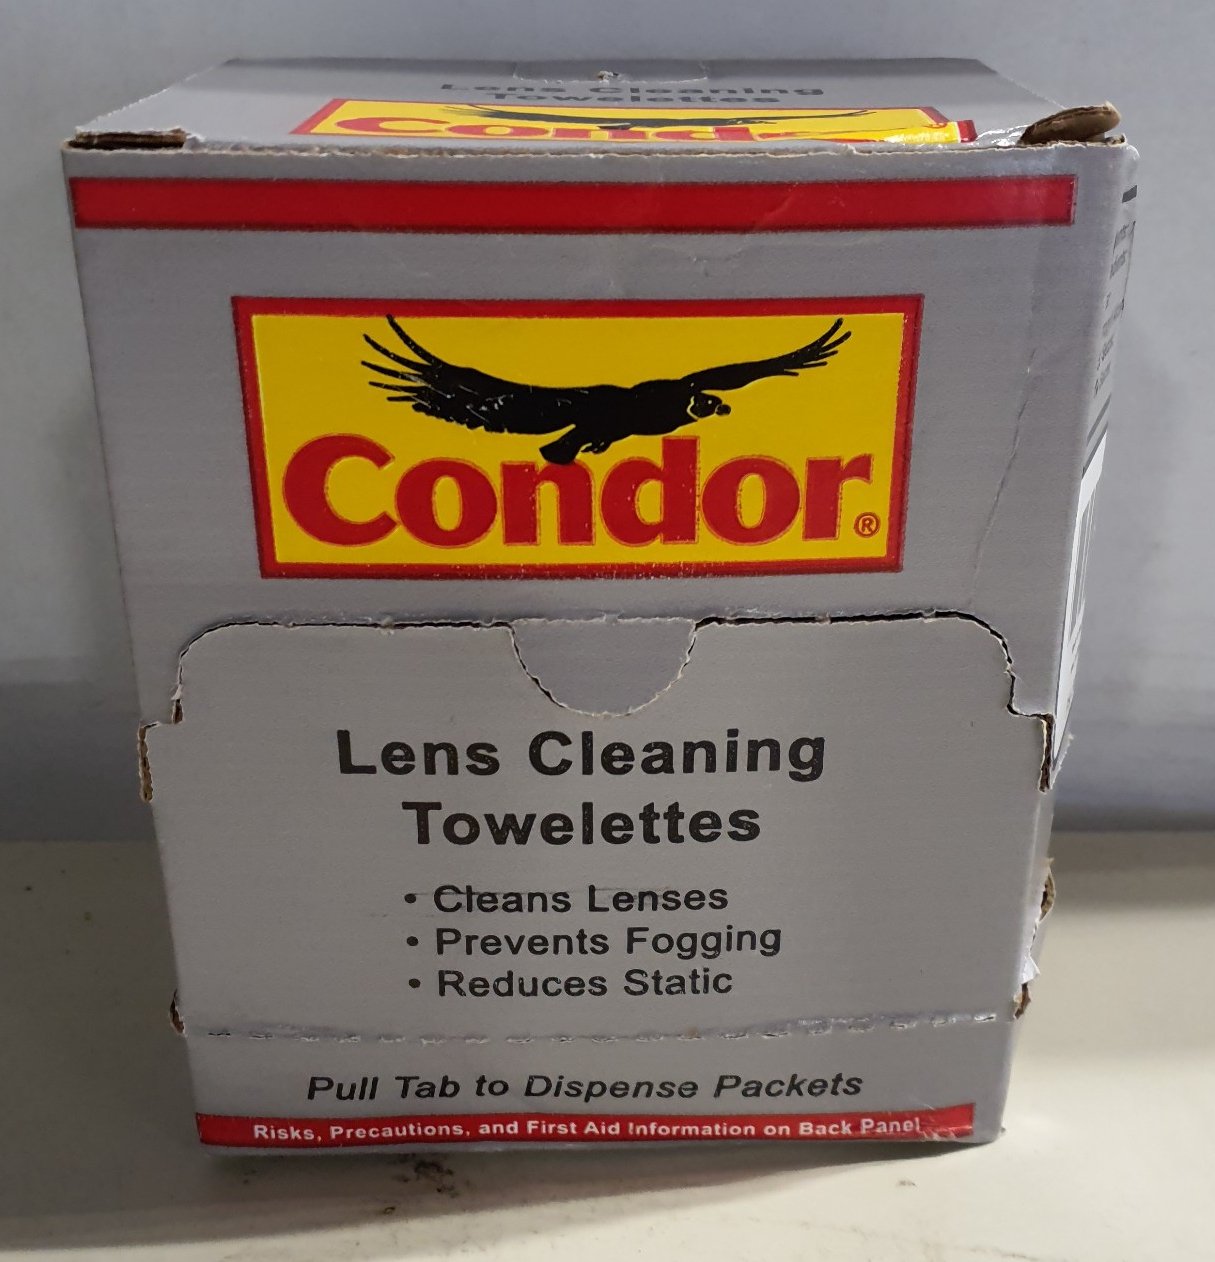 Lens Cleaning
Towelettes
Cond
Condor®
Lens Cleaning
Towelettes
• Cleans Lenses
• Prevents Fogging
• Reduces Static
Pull Tab to Dispense Packets
Risks, Precautions, and First Aid Information on Back Panel